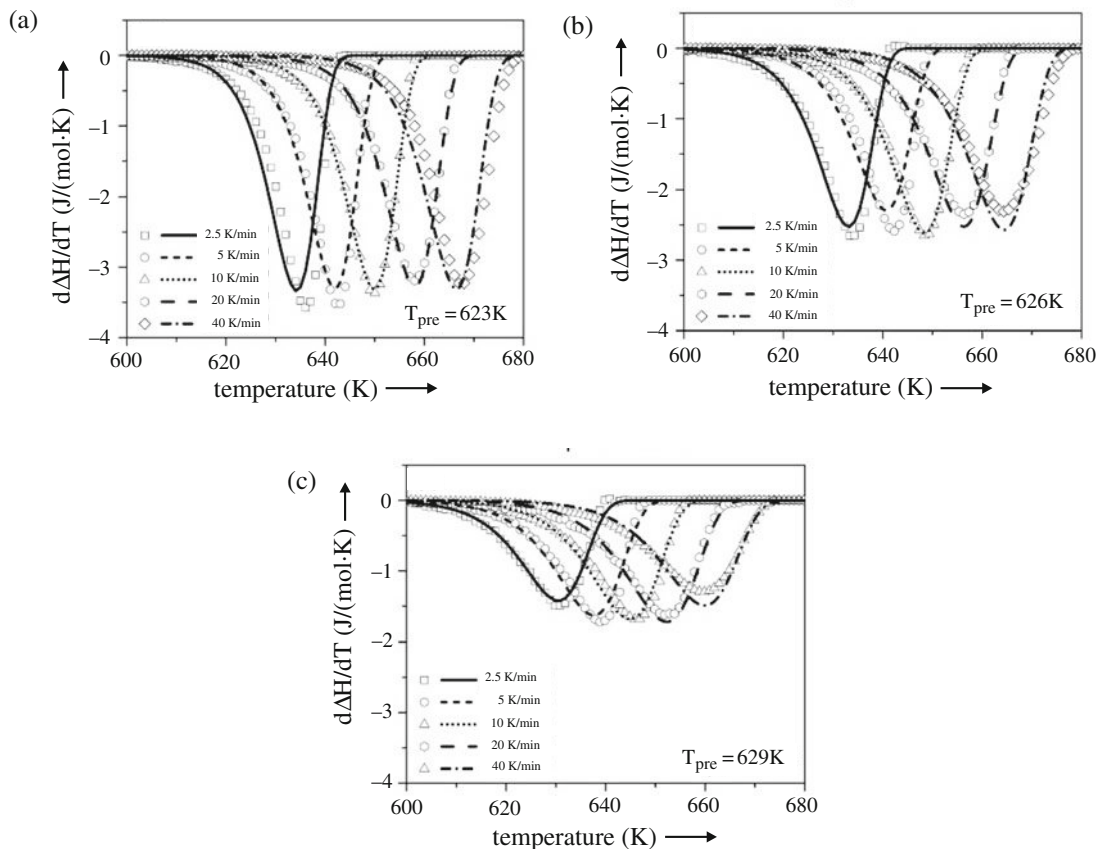 (a)
dΔH/dT (J/(mol·K)
0
−1
−2
−3
−4
2.5 K/min
5 K/min
10 K/min
20 K/min
40 K/min
T_pre = 623K
600 620 640 660 680
temperature (K)
(b)
dΔH/dT (J/(mol·K)
0
−1
−2
−3
−4
2.5 K/min
5 K/min
10 K/min
20 K/min
40 K/min
T_pre = 626K
600 620 640 660 680
temperature (K)
(c)
dΔH/dT (J/(mol·K)
0
−1
−2
−3
−4
2.5 K/min
5 K/min
10 K/min
20 K/min
40 K/min
T_pre = 629K
600 620 640 660 680
temperature (K)